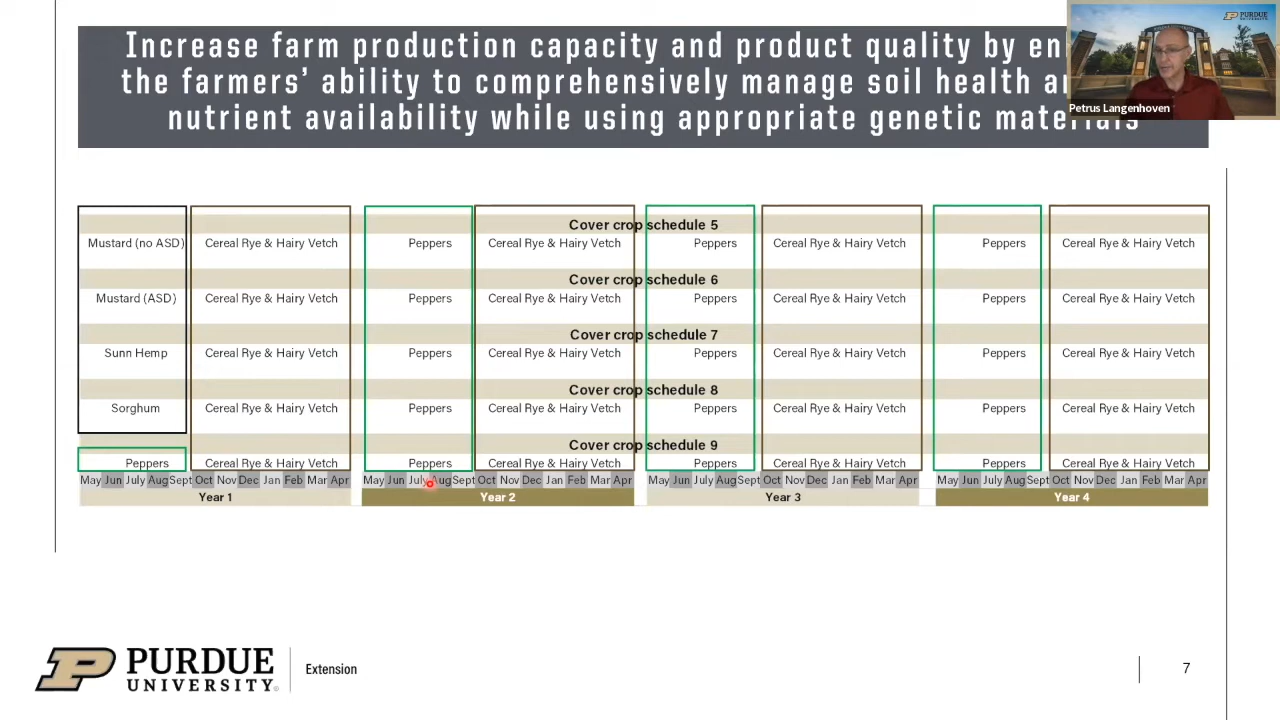 Increase farm production capacity and product quality by en
the farmers' ability to comprehensively manage soil health an
nutrient availability while using appropriate genetic materials
PURDUE
UNIVERSITY
Petrus Langenhoven
Cover crop schedule 5
Mustard (no ASD) Cereal Rye & Hairy Vetch Peppers Cereal Rye & Hairy Vetch Peppers Cereal Rye & Hairy Vetch Peppers Cereal Rye & Hairy Vetch
Cover crop schedule 6
Mustard (ASD) Cereal Rye & Hairy Vetch Peppers Cereal Rye & Hairy Vetch Peppers Cereal Rye & Hairy Vetch Peppers Cereal Rye & Hairy Vetch
Cover crop schedule 7
Sunn Hemp Cereal Rye & Hairy Vetch Peppers Cereal Rye & Hairy Vetch Peppers Cereal Rye & Hairy Vetch Peppers Cereal Rye & Hairy Vetch
Cover crop schedule 8
Sorghum Cereal Rye & Hairy Vetch Peppers Cereal Rye & Hairy Vetch Peppers Cereal Rye & Hairy Vetch Peppers Cereal Rye & Hairy Vetch
Cover crop schedule 9
Peppers Cereal Rye & Hairy Vetch Peppers Cereal Rye & Hairy Vetch Peppers Cereal Rye & Hairy Vetch Peppers Cereal Rye & Hairy Vetch
May Jun July Aug Sept Oct Nov Dec Jan Feb Mar Apr May Jun July Aug Sept Oct Nov Dec Jan Feb Mar Apr May Jun July Aug Sept Oct Nov Dec Jan Feb Mar Apr May Jun July Aug Sept Oct Nov Dec Jan Feb Mar Apr
Year 1 Year 2 Year 3 Year 4
PURDUE
UNIVERSITY
Extension
7